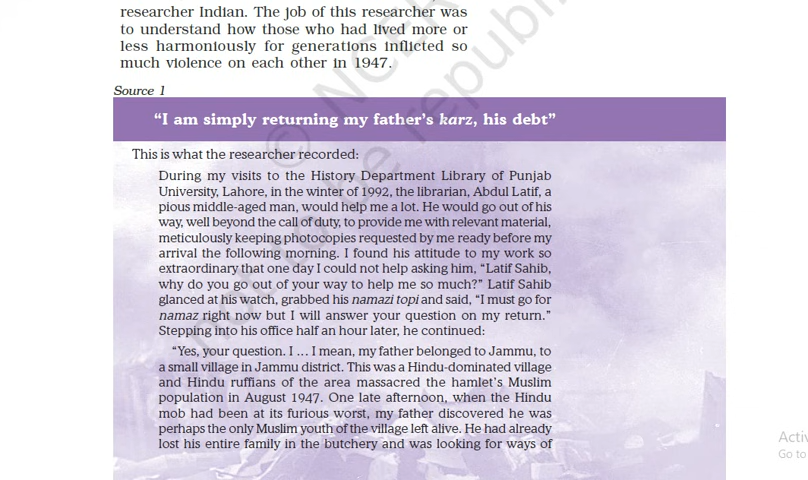 researcher Indian. The job of this researcher was
to understand how those who had lived more or
less harmoniously for generations inflicted so
much violence on each other in 1947.
Source 1
“I am simply returning my father’s karz, his debt”
This is what the researcher recorded:
During my visits to the History Department Library of Punjab
University, Lahore, in the winter of 1992, the librarian, Abdul Latif, a
pious middle-aged man, would help me a lot. He would go out of his
way, well beyond the call of duty, to provide me with relevant material,
meticulously keeping photocopies requested by me ready before my
arrival the following morning. I found his attitude to my work so
extraordinary that one day I could not help asking him, “Latif Sahib,
why do you go out of your way to help me so much?” Latif Sahib
glanced at his watch, grabbed his namazi topi and said, “I must go for
namaz right now but I will answer your question on my return.”
Stepping into his office half an hour later, he continued:
“Yes, your question. I … I mean, my father belonged to Jammu, to
a small village in Jammu district. This was a Hindu-dominated village
and Hindu ruffians of the area massacred the hamlet’s Muslim
population in August 1947. One late afternoon, when the Hindu
mob had been at its furious worst, my father discovered he was
perhaps the only Muslim youth of the village left alive. He had already
lost his entire family in the butchery and was looking for ways of
© NCER
not to be republi
Activ
Go to